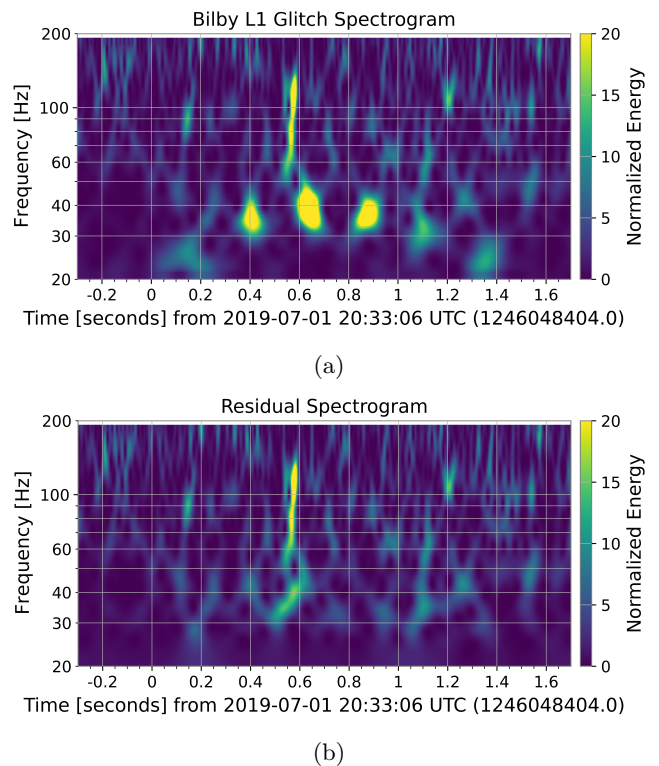 Bilby L1 Glitch Spectrogram
200
100
60
40
30
20
Frequency [Hz]
-0.2 0 0.2 0.4 0.6 0.8 1 1.2 1.4 1.6
Time [seconds] from 2019-07-01 20:33:06 UTC (1246048404.0)
20
15
10
5
0
Normalized Energy
(a)
Residual Spectrogram
200
100
60
40
30
20
Frequency [Hz]
-0.2 0 0.2 0.4 0.6 0.8 1 1.2 1.4 1.6
Time [seconds] from 2019-07-01 20:33:06 UTC (1246048404.0)
20
15
10
5
0
Normalized Energy
(b)